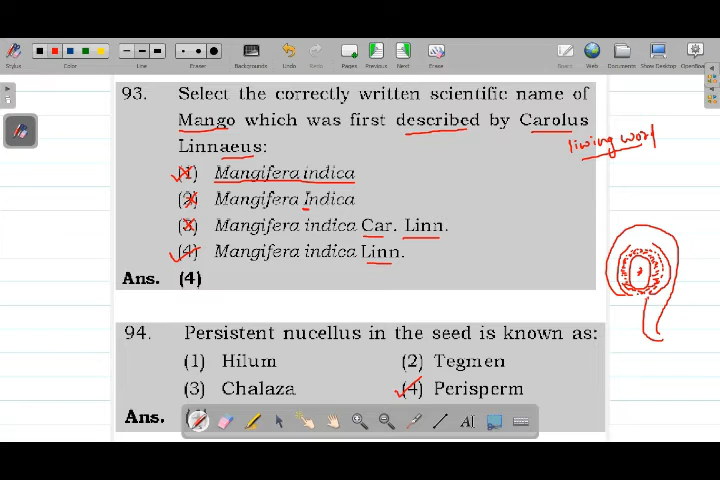 Stylus
Color
Line
Eraser
Backgrounds
Undo
Redo
Pages
Previous
Next
Erase
Board
Web
Documents
Show Desktop
OpenBoard
93. Select the correctly written scientific name of
Mango which was first described by Carolus
Linnaeus:
living world
(1) Mangifera indica
(2) Mangifera Indica
(3) Mangifera indica Car. Linn.
(4) Mangifera indica Linn.
Ans. (4)
94. Persistent nucellus in the seed is known as:
(1) Hilum (2) Tegmen
(3) Chalaza (4) Perisperm
Ans.